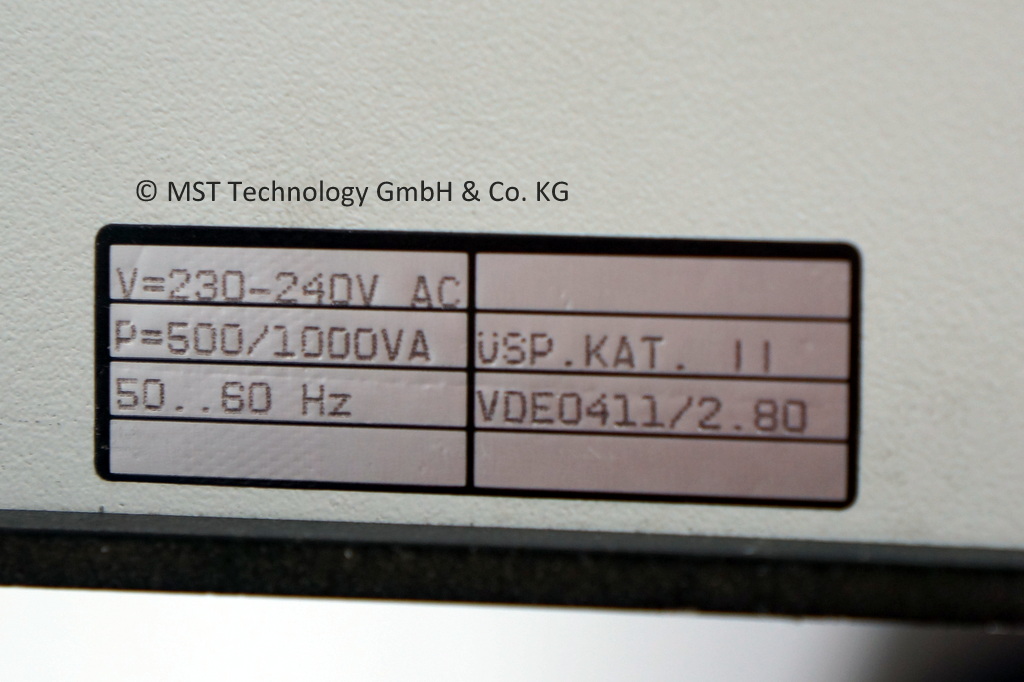 © MST Technology GmbH & Co. KG
V=230-240V AC
P=500/1000VA
ÜSP.KAT. II
50..60 Hz
VDE0411/2.80